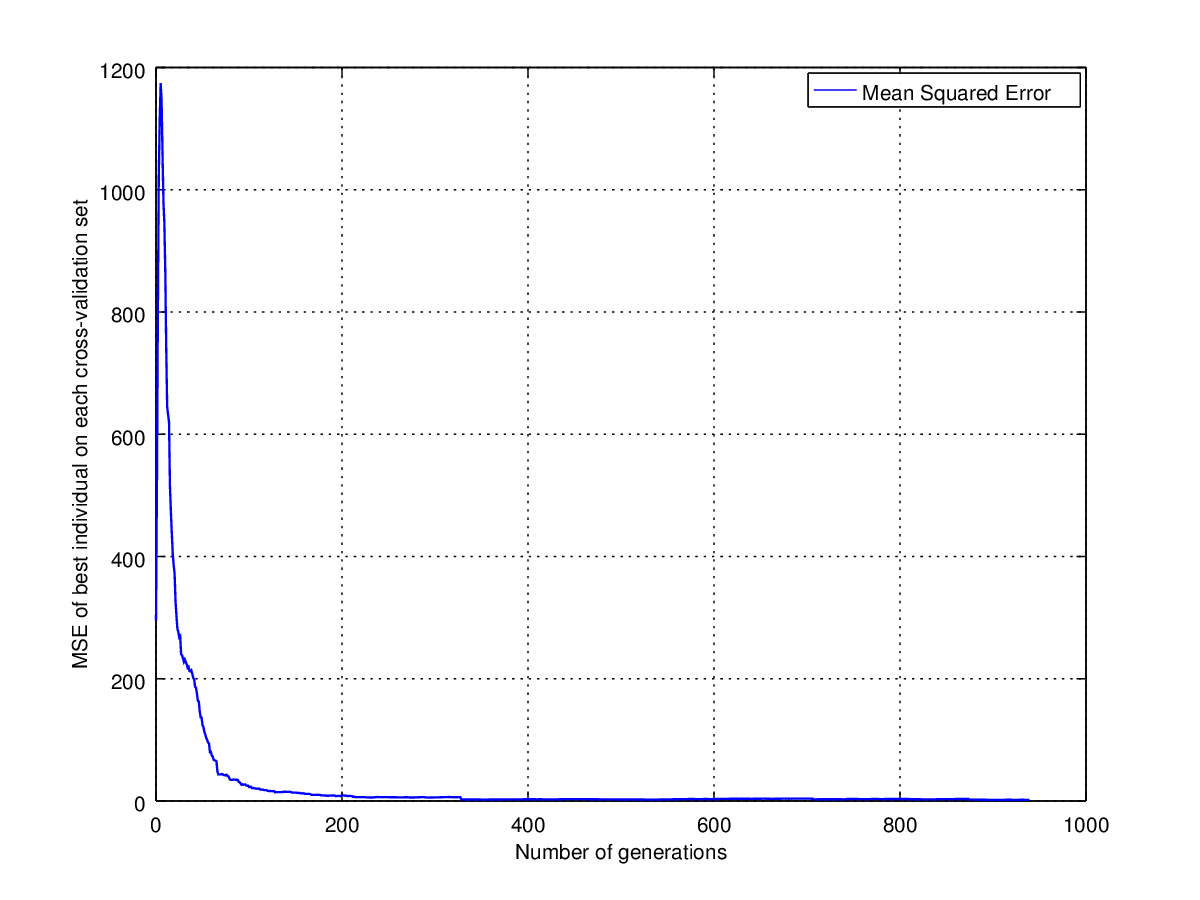 Mean Squared Error
MSE of best individual on each cross-validation set
1200
1000
800
600
400
200
0
0 200 400 600 800 1000
Number of generations